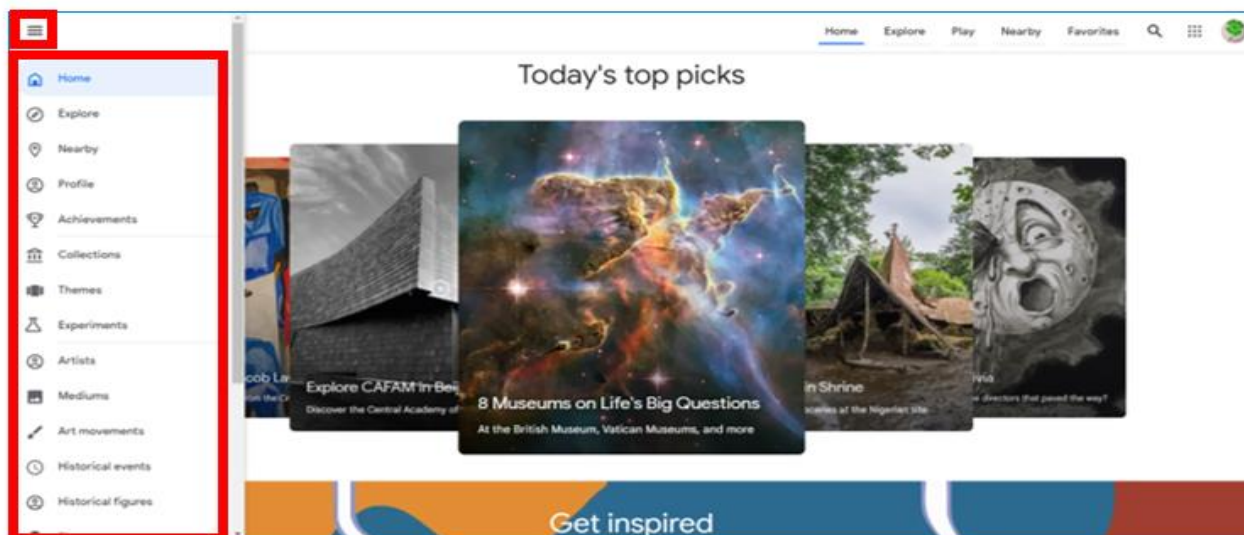 Home Explore Play Nearby Favorites
Home
Explore
Nearby
Profile
Achievements
Collections
Themes
Experiments
Artists
Mediums
Art movements
Historical events
Historical figures
Today's top picks
Explore CAFAM in Beij
Discover the Central Academy of
8 Museums on Life's Big Questions
At the British Museum, Vatican Museums, and more
in Shrine
at the Nigerian site
directors that paved the way?
Get inspired